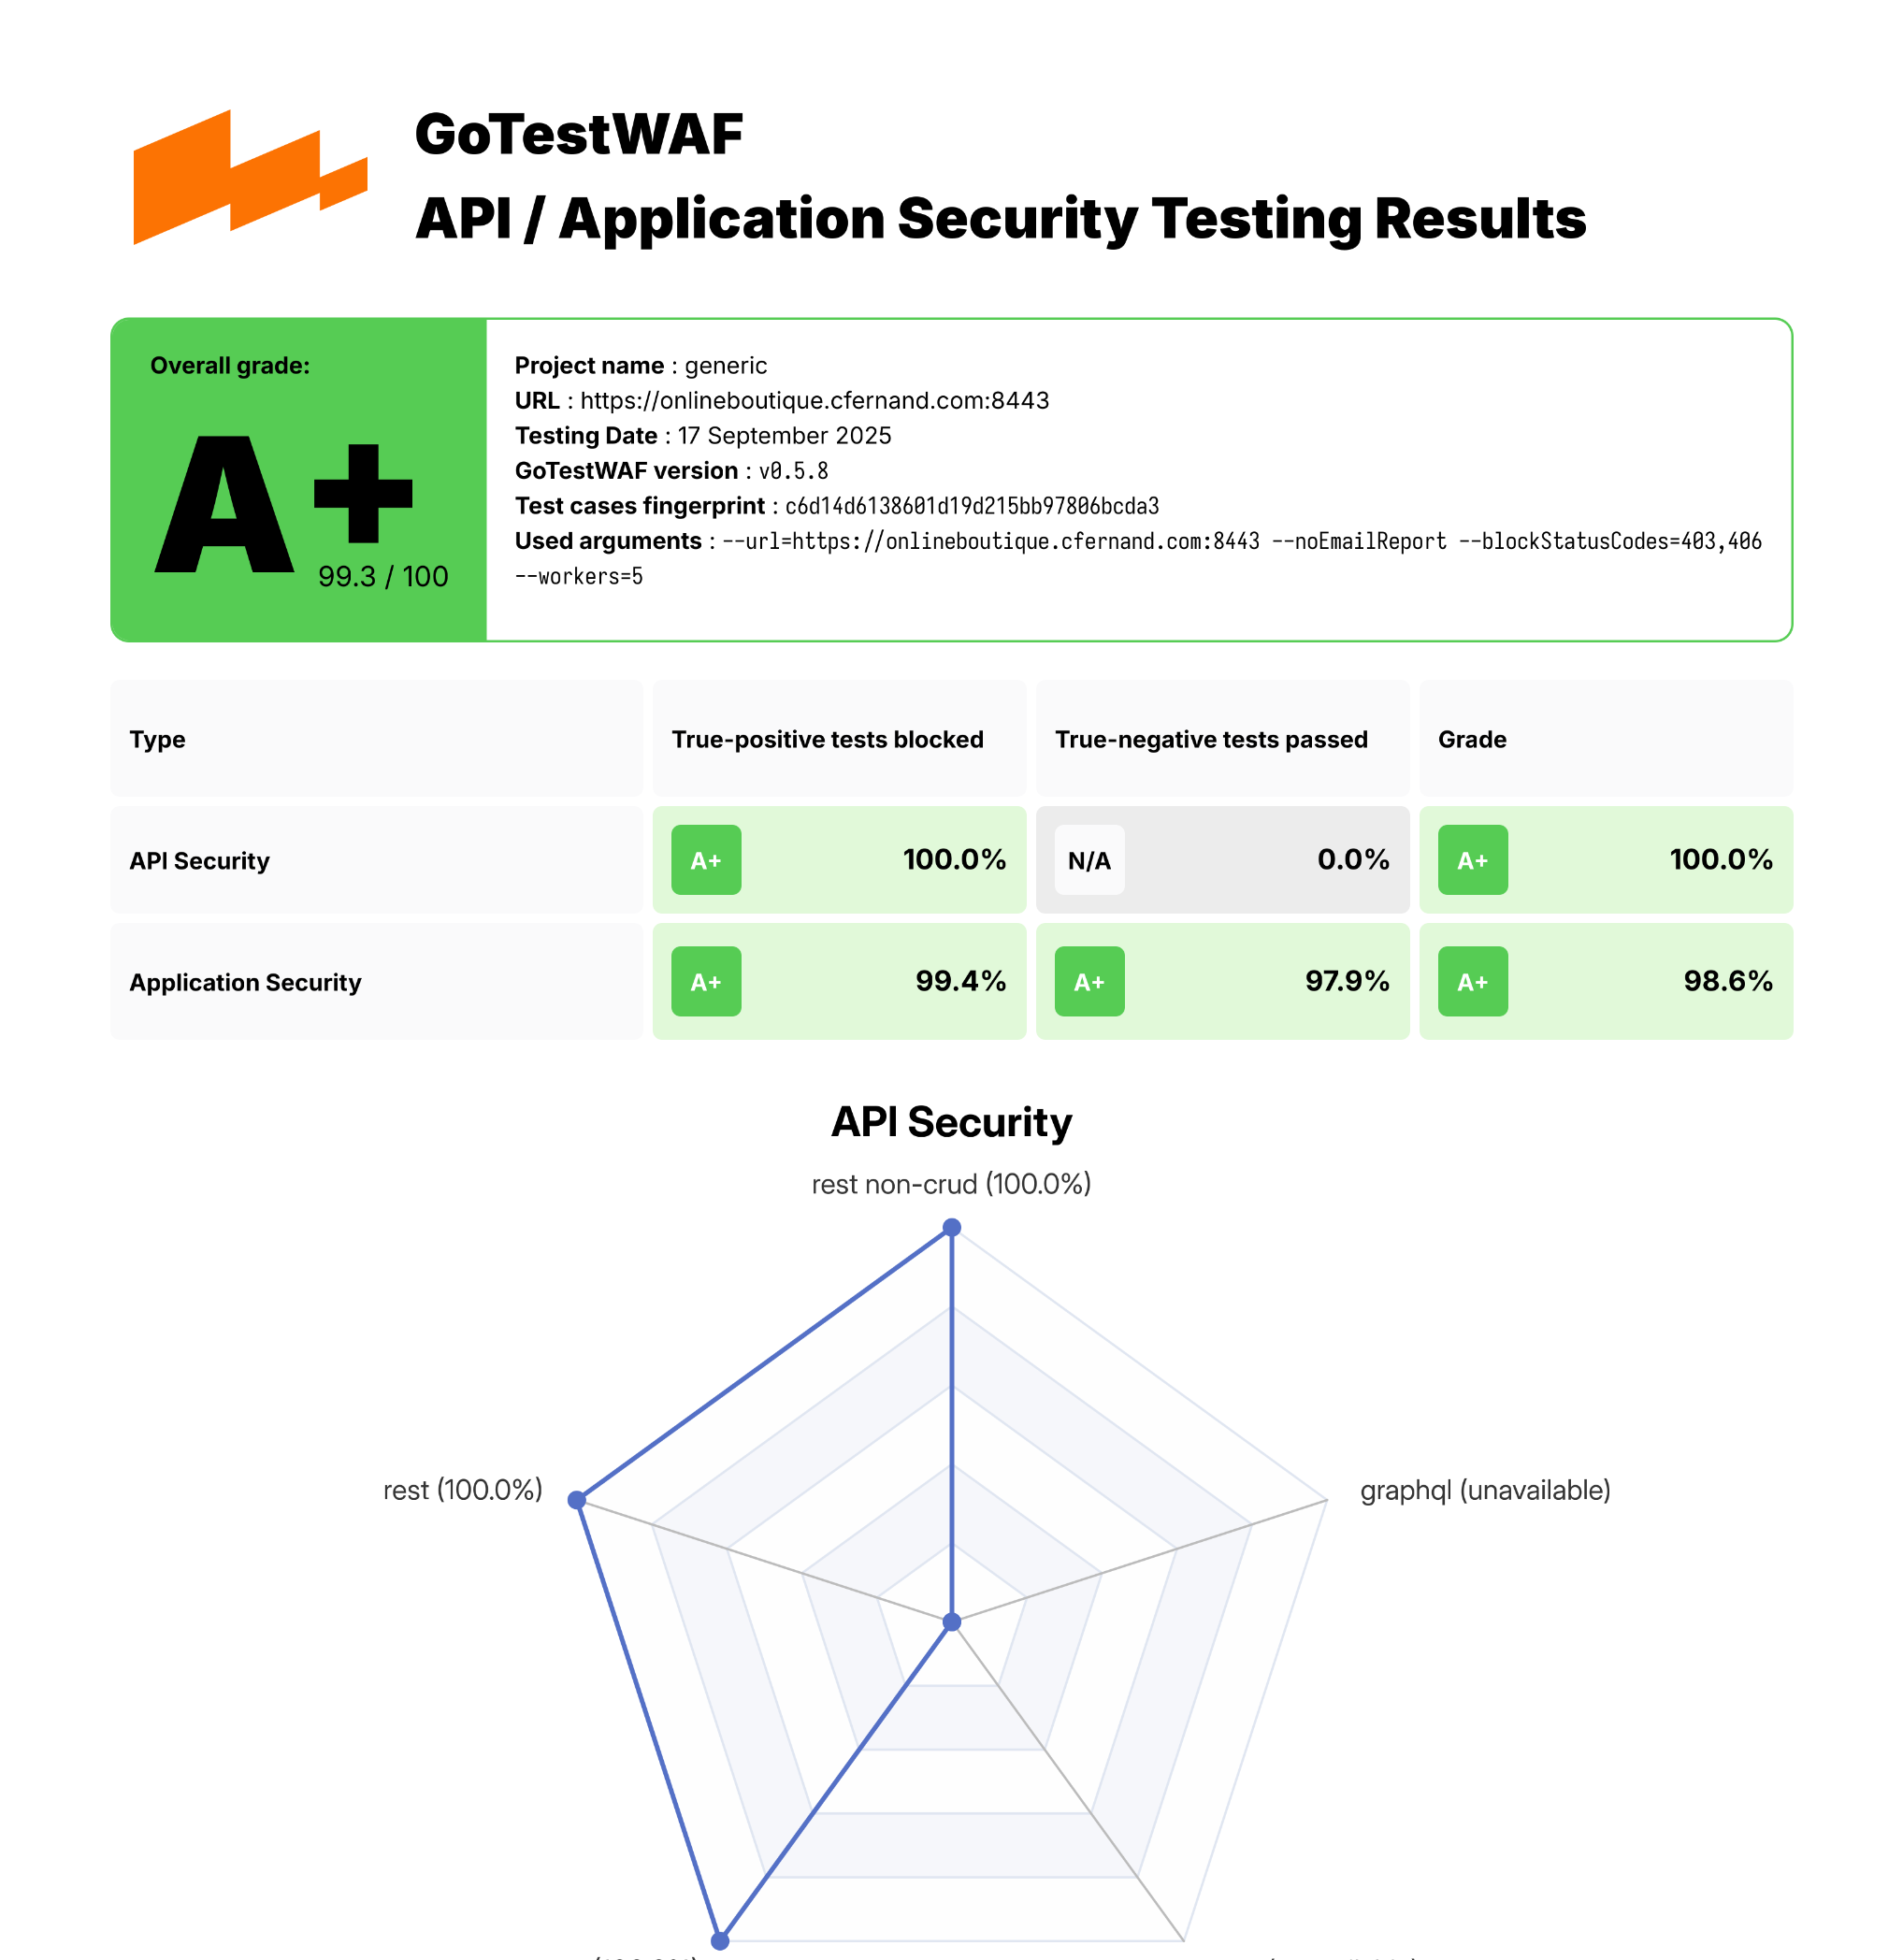 GoTestWAF
API / Application Security Testing Results
Overall grade:
A+
99.3 / 100
Project name : generic
URL : https://onlineboutique.cfernand.com:8443
Testing Date : 17 September 2025
GoTestWAF version : v0.5.8
Test cases fingerprint : c6d14d6138601d19d215bb97806bcda3
Used arguments : --url=https://onlineboutique.cfernand.com:8443 --noEmailReport --blockStatusCodes=403,406
--workers=5
Type True-positive tests blocked True-negative tests passed Grade
API Security A+ 100.0% N/A 0.0% A+ 100.0%
Application Security A+ 99.4% A+ 97.9% A+ 98.6%
API Security
rest non-crud (100.0%)
rest (100.0%)
graphql (unavailable)